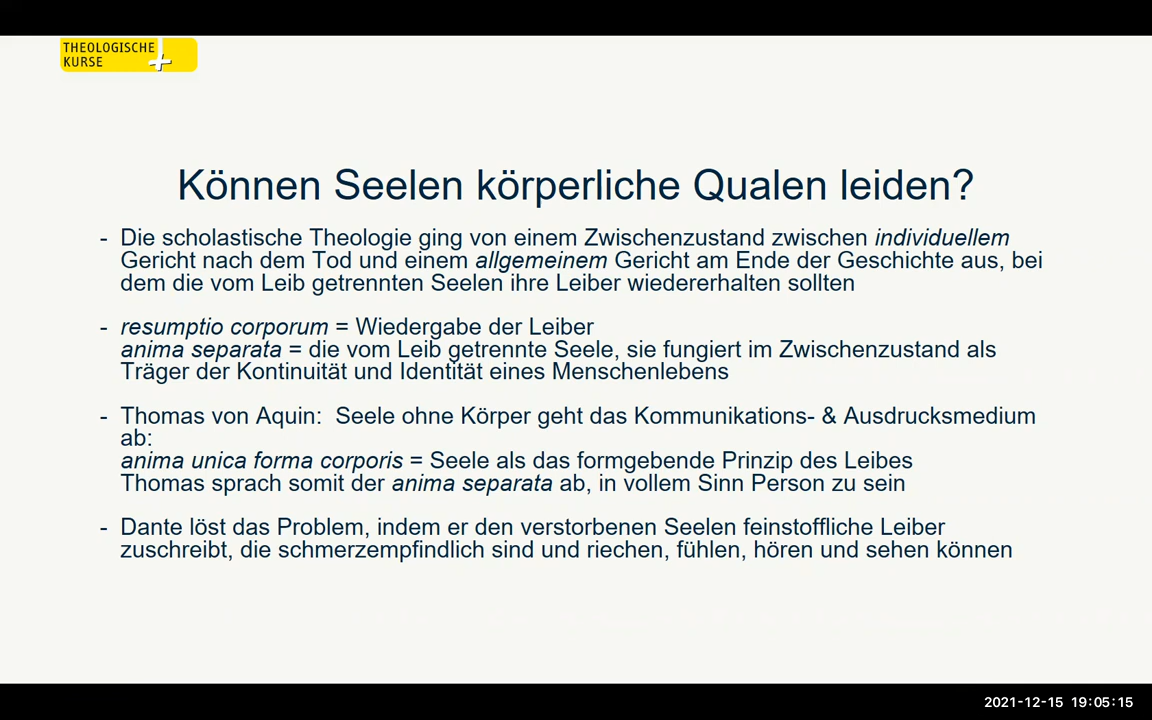 THEOLOGISCHE
KURSE
Können Seelen körperliche Qualen leiden?
- Die scholastische Theologie ging von einem Zwischenzustand zwischen individuellem
Gericht nach dem Tod und einem allgemeinem Gericht am Ende der Geschichte aus, bei
dem die vom Leib getrennten Seelen ihre Leiber wiedererhalten sollten
- resumptio corporum = Wiedergabe der Leiber
anima separata = die vom Leib getrennte Seele, sie fungiert im Zwischenzustand als
Träger der Kontinuität und Identität eines Menschenlebens
- Thomas von Aquin:  Seele ohne Körper geht das Kommunikations- & Ausdrucksmedium
ab:
anima unica forma corporis = Seele als das formgebende Prinzip des Leibes
Thomas sprach somit der anima separata ab, in vollem Sinn Person zu sein
- Dante löst das Problem, indem er den verstorbenen Seelen feinstoffliche Leiber
zuschreibt, die schmerzempfindlich sind und riechen, fühlen, hören und sehen können
2021-12-15 19:05:15